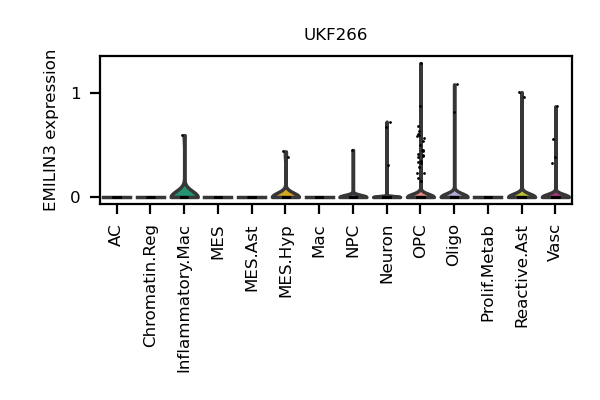 UKF266
EMILIN3 expression
1
0
AC
Chromatin.Reg
Inflammatory.Mac
MES
MES.Ast
MES.Hyp
Mac
NPC
Neuron
OPC
Oligo
Prolif.Metab
Reactive.Ast
Vasc